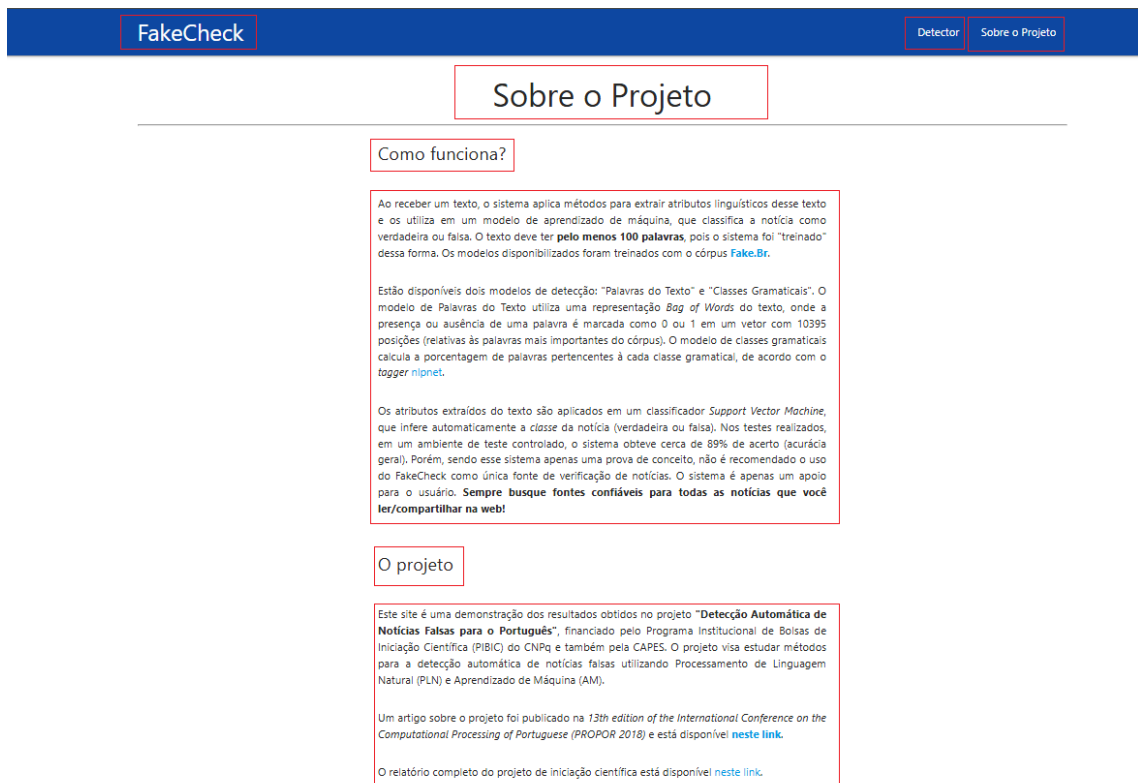 FakeCheck
Detector
Sobre o Projeto
Sobre o Projeto
Como funciona?
Ao receber um texto, o sistema aplica métodos para extrair atributos linguísticos desse texto
e os utiliza em um modelo de aprendizado de máquina, que classifica a notícia como
verdadeira ou falsa. O texto deve ter pelo menos 100 palavras, pois o sistema foi "treinado"
dessa forma. Os modelos disponibilizados foram treinados com o córpus Fake.Br.
Estão disponíveis dois modelos de detecção: "Palavras do Texto" e "Classes Gramaticais". O
modelo de Palavras do Texto utiliza uma representação Bag of Words do texto, onde a
presença ou ausência de uma palavra é marcada como 0 ou 1 em um vetor com 10395
posições (relativas às palavras mais importantes do córpus). O modelo de classes gramaticais
calcula a porcentagem de palavras pertencentes à cada classe gramatical, de acordo com o
tagger nlpnet.
Os atributos extraídos do texto são aplicados em um classificador Support Vector Machine,
que infere automaticamente a classe da notícia (verdadeira ou falsa). Nos testes realizados,
em um ambiente de teste controlado, o sistema obteve cerca de 89% de acerto (acurácia
geral). Porém, sendo esse sistema apenas uma prova de conceito, não é recomendado o uso
do FakeCheck como única fonte de verificação de notícias. O sistema é apenas um apoio
para o usuário. Sempre busque fontes confiáveis para todas as notícias que você
ler/compartilhar na web!
O projeto
Este site é uma demonstração dos resultados obtidos no projeto "Detecção Automática de
Notícias Falsas para o Português", financiado pelo Programa Institucional de Bolsas de
Iniciação Científica (PIBIC) do CNPq e também pela CAPES. O projeto visa estudar métodos
para a detecção automática de notícias falsas utilizando Processamento de Linguagem
Natural (PLN) e Aprendizado de Máquina (AM).
Um artigo sobre o projeto foi publicado na 13th edition of the International Conference on the
Computational Processing of Portuguese (PROPOR 2018) e está disponível neste link.
O relatório completo do projeto de iniciação científica está disponível neste link.